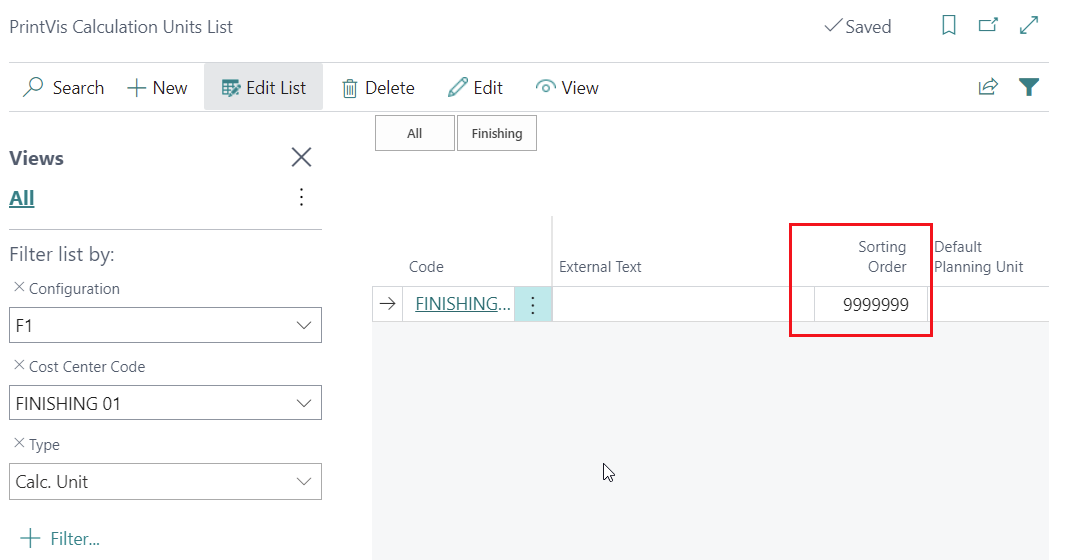 PrintVis Calculation Units List
Saved
Search
New
Edit List
Delete
Edit
View
All
Finishing
Views
All
Filter list by:
Configuration
F1
Cost Center Code
FINISHING 01
Type
Calc. Unit
Filter...
Code
External Text
Sorting
Order
Default
Planning Unit
FINISHING...
9999999